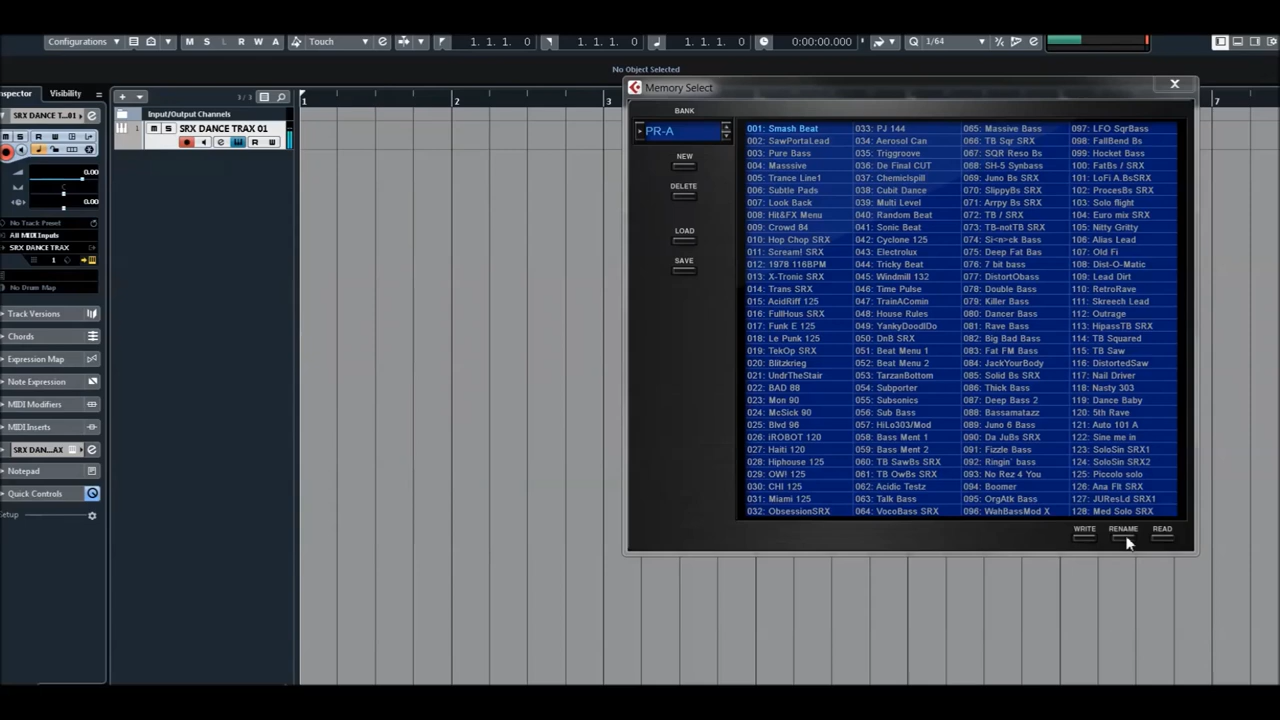 Configurations M S L R W A Touch 1. 1. 1. 0 1. 1. 1. 0 1. 1. 1. 0 0:00:00.000 Q 1/64
No Object Selected
Inspector Visibility
SRX DANCE T...01
0.00
0.00
No Track Preset
All MIDI Inputs
SRX DANCE TRAX
1
No Drum Map
Track Versions
Chords
Expression Map
Note Expression
MIDI Modifiers
MIDI Inserts
SRX DAN...AX
Notepad
Quick Controls
Setup
3/3
Input/Output Channels
1 M S SRX DANCE TRAX 01
R W
1 2 3 7
Memory Select
BANK
PR-A
NEW
DELETE
LOAD
SAVE
001: Smash Beat
002: SawPortaLead
003: Pure Bass
004: Masssive
005: Trance Line1
006: Subtle Pads
007: Look Back
008: Hit&FX Menu
009: Crowd 84
010: Hop Chop SRX
011: Scream! SRX
012: 1978 116BPM
013: X-Tronic SRX
014: Trans SRX
015: AcidRiff 125
016: FullHous SRX
017: Funk E 125
018: Le Punk 125
019: TekOp SRX
020: Blitzkrieg
021: UndrTheStair
022: BAD 88
023: Mon 90
024: McSick 90
025: Blvd 96
026: iROBOT 120
027: Haiti 120
028: Hiphouse 125
029: OW! 125
030: CHI 125
031: Miami 125
032: ObsessionSRX
033: PJ 144
034: Aerosol Can
035: Triggroove
036: De Final CUT
037: Chemiclspill
038: Cubit Dance
039: Multi Level
040: Random Beat
041: Sonic Beat
042: Cyclone 125
043: Electrolux
044: Tricky Beat
045: Windmill 132
046: Time Pulse
047: TrainAComin
048: House Rules
049: YankyDoodlDo
050: DnB SRX
051: Beat Menu 1
052: Beat Menu 2
053: TarzanBottom
054: Subporter
055: Subsonics
056: Sub Bass
057: HiLo303/Mod
058: Bass Ment 1
059: Bass Ment 2
060: TB SawBs SRX
061: TB OwBs SRX
062: Acidic Testz
063: Talk Bass
064: VocoBass SRX
065: Massive Bass
066: TB Sqr SRX
067: SQR Reso Bs
068: SH-5 Synbass
069: Juno Bs SRX
070: SlippyBs SRX
071: Arrpy Bs SRX
072: TB / SRX
073: TB-notTB SRX
074: Si<n>ck Bass
075: Deep Fat Bas
076: 7 bit bass
077: DistortObass
078: Double Bass
079: Killer Bass
080: Dancer Bass
081: Rave Bass
082: Big Bad Bass
083: Fat FM Bass
084: JackYourBody
085: Solid Bs SRX
086: Thick Bass
087: Deep Bass 2
088: Bassamatazz
089: Juno 6 Bass
090: Da JuBs SRX
091: Fizzle Bass
092: Ringin` bass
093: No Rez 4 You
094: Boomer
095: OrgAtk Bass
096: WahBassMod X
097: LFO SqrBass
098: FallBend Bs
099: Hocket Bass
100: FatBs / SRX
101: LoFi A.BsSRX
102: ProcesBs SRX
103: Solo flight
104: Euro mix SRX
105: Nitty Gritty
106: Alias Lead
107: Old Fi
108: Dist-O-Matic
109: Lead Dirt
110: RetroRave
111: Skreech Lead
112: Outrage
113: HipassTB SRX
114: TB Squared
115: TB Saw
116: DistortedSaw
117: Nail Driver
118: Nasty 303
119: Dance Baby
120: 5th Rave
121: Auto 101 A
122: Sine me in
123: SoloSin SRX1
124: SoloSin SRX2
125: Piccolo solo
126: Ana Flt SRX
127: JUResLd SRX1
128: Med Solo SRX
WRITE RENAME READ